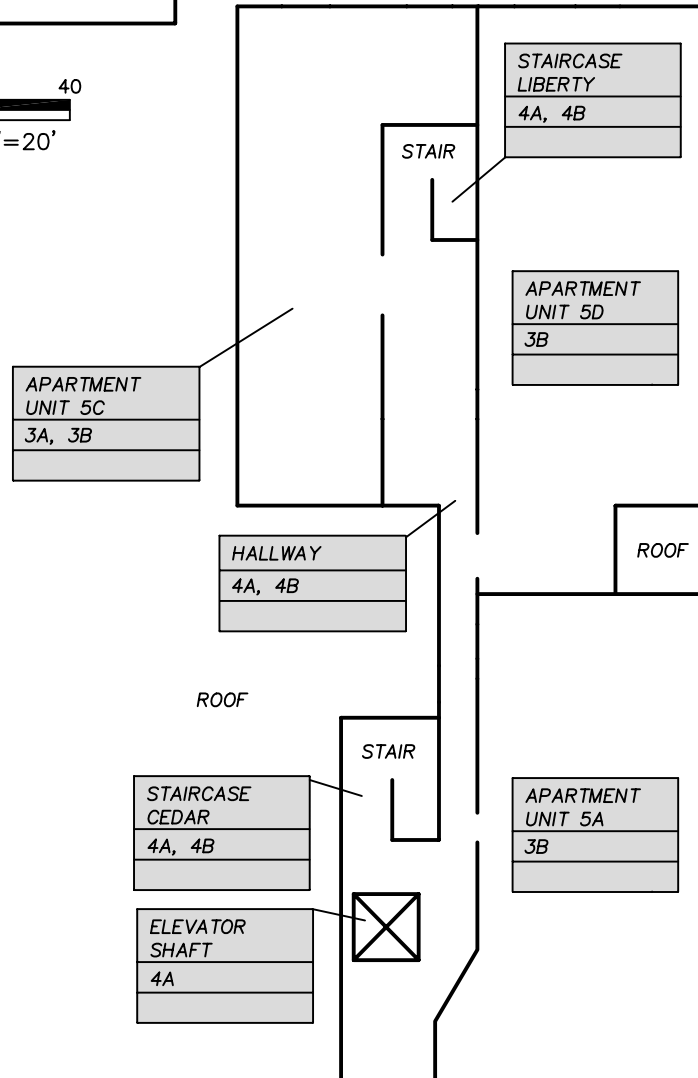 40
"=20'
STAIRCASE
LIBERTY
4A, 4B
STAIR
APARTMENT
UNIT 5D
3B
APARTMENT
UNIT 5C
3A, 3B
HALLWAY
4A, 4B
ROOF
ROOF
STAIR
STAIRCASE
CEDAR
4A, 4B
APARTMENT
UNIT 5A
3B
ELEVATOR
SHAFT
4A